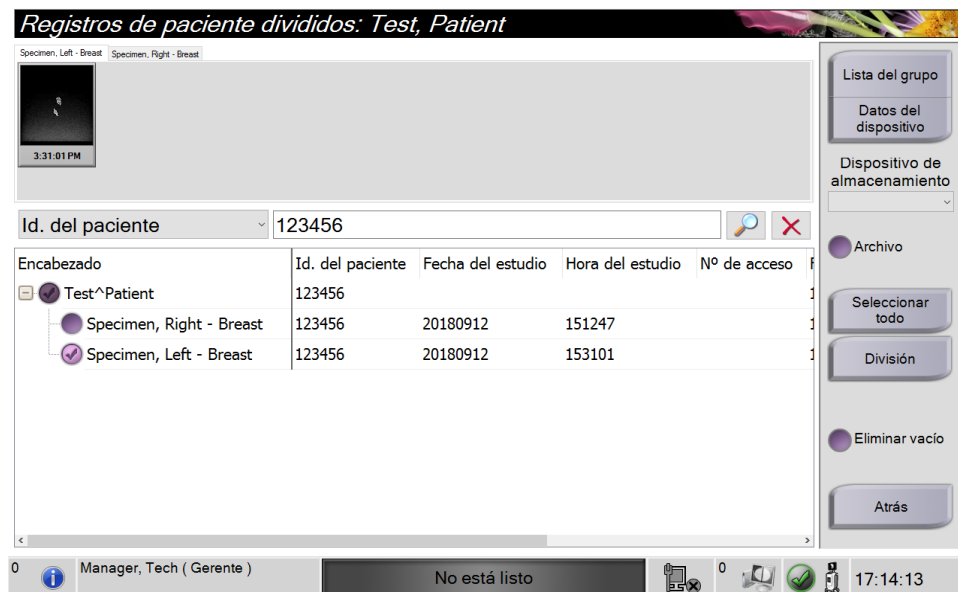 Registros de paciente divididos: Test, Patient
Specimen, Left - Breast Specimen, Right - Breast
3:31:01 PM
Id. del paciente 123456
Encabezado Id. del paciente Fecha del estudio Hora del estudio Nº de acceso
Test^Patient 123456
Specimen, Right - Breast 123456 20180912 151247
Specimen, Left - Breast 123456 20180912 153101
Lista del grupo
Datos del
dispositivo
Dispositivo de
almacenamiento
Archivo
Seleccionar
todo
División
Eliminar vacío
Atrás
0 Manager, Tech ( Gerente ) No está listo 0 17:14:13